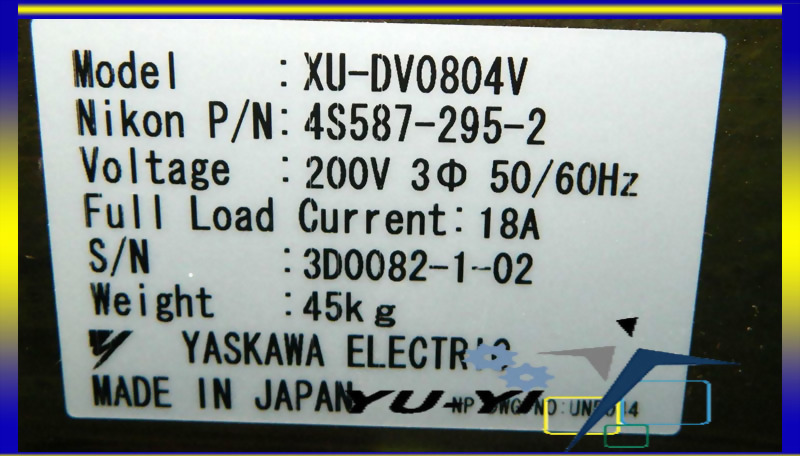 Model : XU-DV0804V
Nikon P/N: 4S587-295-2
Voltage : 200V 3Φ 50/60Hz
Full Load Current: 18A
S/N : 3D0082-1-02
Weight : 45kg
YASKAWA ELECTRIC
MADE IN JAPAN
YU-YI